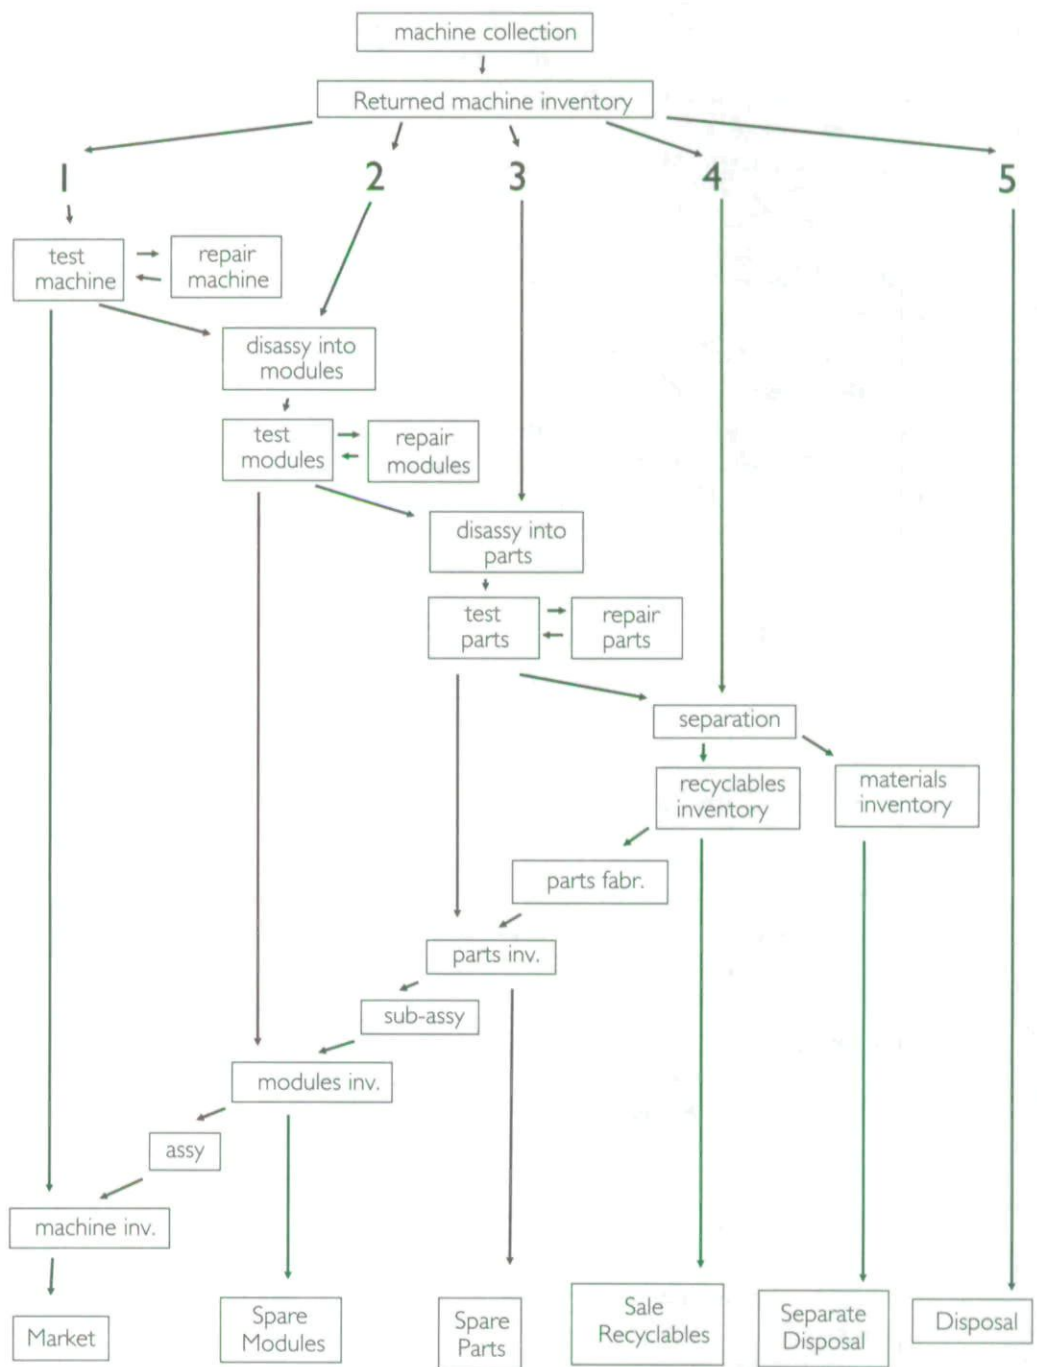 machine collection
Returned machine inventory
1
2
3
4
5
test
machine
repair
machine
disassy into
modules
test
modules
repair
modules
disassy into
parts
test
parts
repair
parts
separation
recyclables
inventory
materials
inventory
parts fabr.
parts inv.
sub-assy
modules inv.
assy
machine inv.
Market
Spare
Modules
Spare
Parts
Sale
Recyclables
Separate
Disposal
Disposal